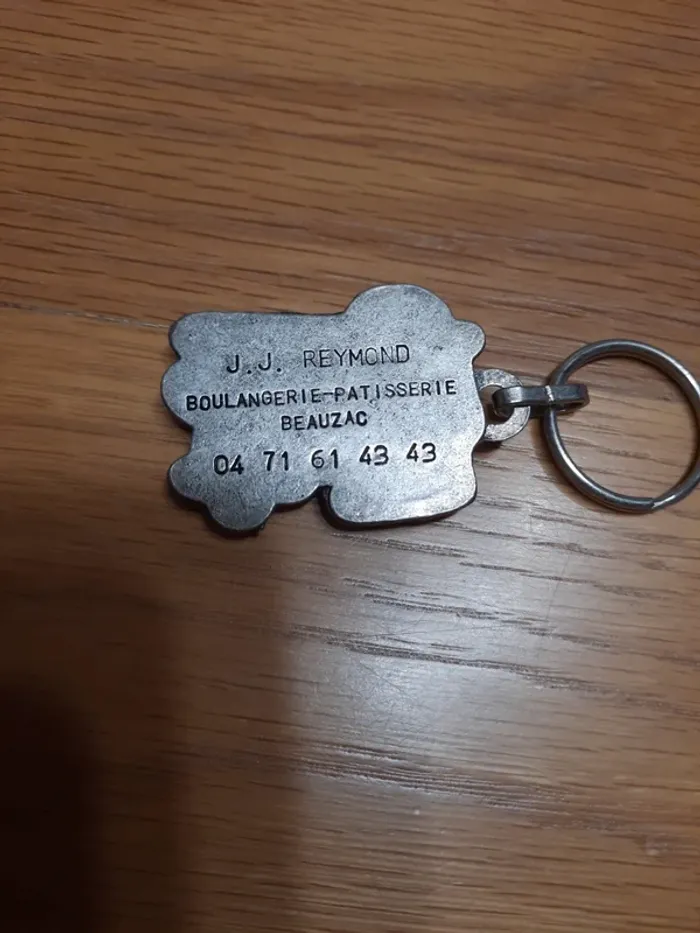 J.J. REYMOND
BOULANGERIE-PATISSERIE
BEAUZAC
04 71 61 43 43